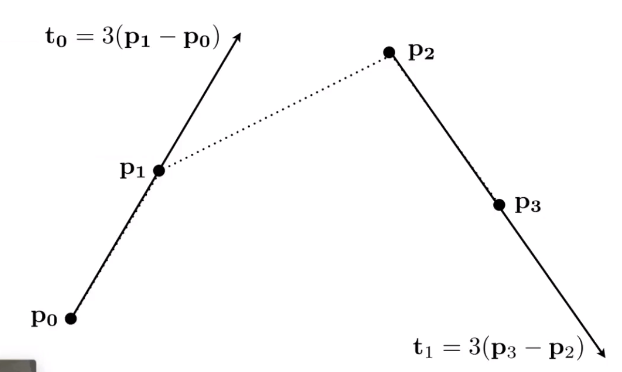 t₀ = 3(p₁ − p₀)
p₂
p₁
p₃
p₀
t₁ = 3(p₃ − p₂)